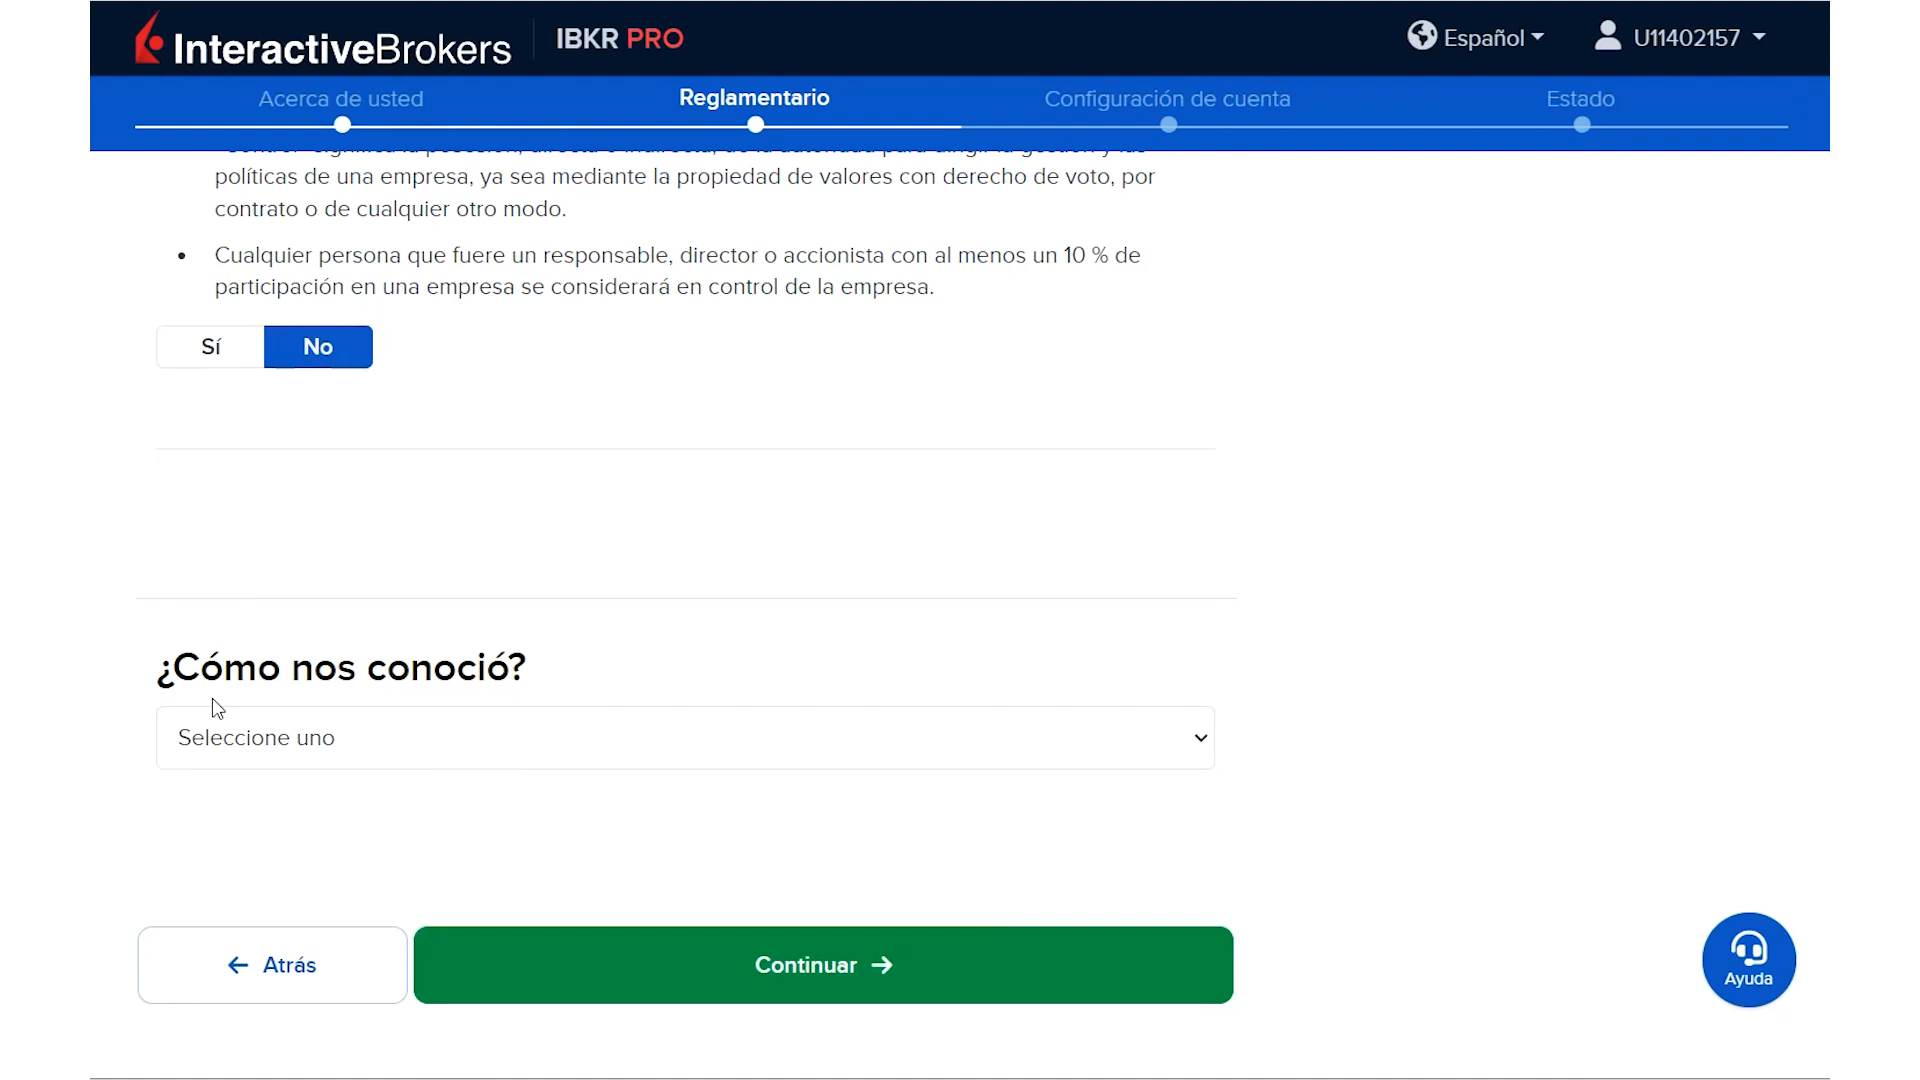 InteractiveBrokers
IBKR PRO
Español
U11402157
Acerca de usted
Reglamentario
Configuración de cuenta
Estado
políticas de una empresa, ya sea mediante la propiedad de valores con derecho de voto, por
contrato o de cualquier otro modo.
• Cualquier persona que fuere un responsable, director o accionista con al menos un 10 % de
participación en una empresa se considerará en control de la empresa.
Sí
No
¿Cómo nos conoció?
Seleccione uno
← Atrás
Continuar →
Ayuda